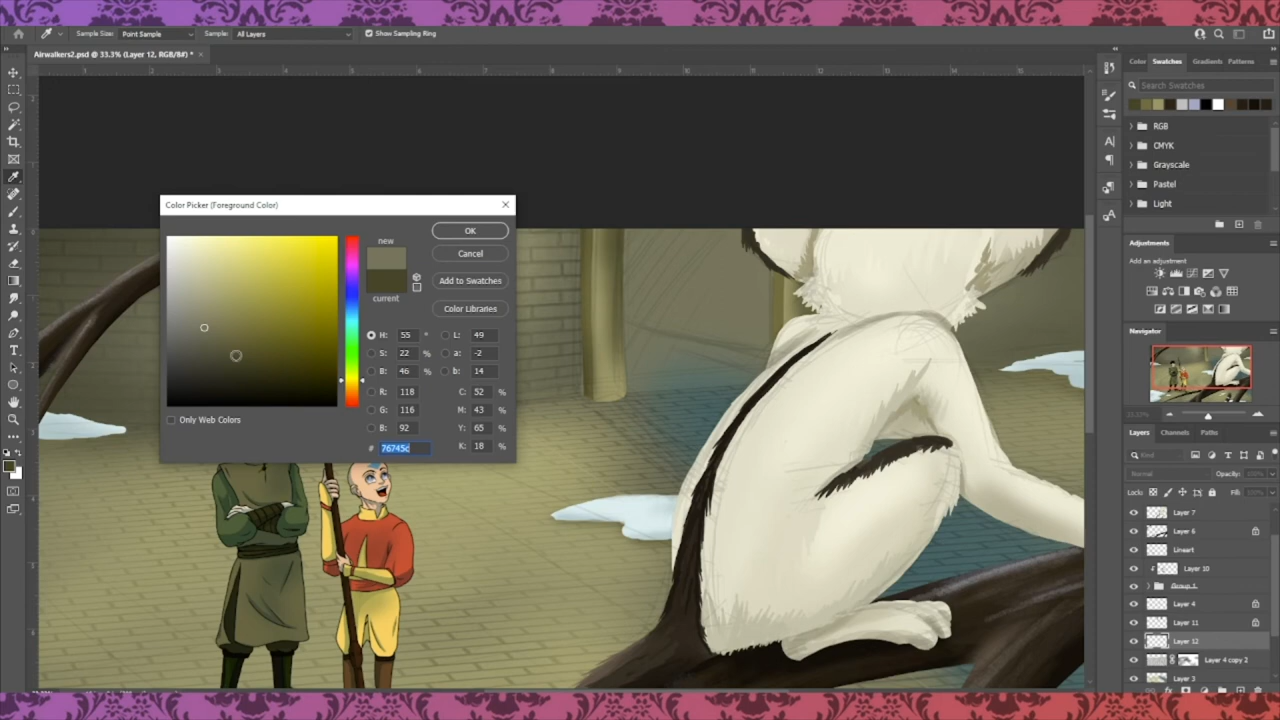 Sample Size: Point Sample Sample: All Layers Show Sampling Ring
Airwalkers2.psd @ 33.3% (Layer 12, RGB/8#) * ×
Color Swatches Gradients Patterns
Search Swatches
RGB
CMYK
Grayscale
Pastel
Light
Color Picker (Foreground Color)
new
current
OK
Cancel
Add to Swatches
Color Libraries
H: 55 °
S: 22 %
B: 46 %
R: 118
G: 116
B: 92
L: 49
a: -2
b: 14
C: 52 %
M: 43 %
Y: 65 %
K: 18 %
# 76745c
Only Web Colors
Adjustments
Add an adjustment
Navigator
Layers Channels Paths
Kind
Normal Opacity:
Lock: Fill:
Layer 7
Layer 6
Lineart
Layer 10
Group 1
Layer 4
Layer 11
Layer 12
Layer 4 copy 2
Layer 3